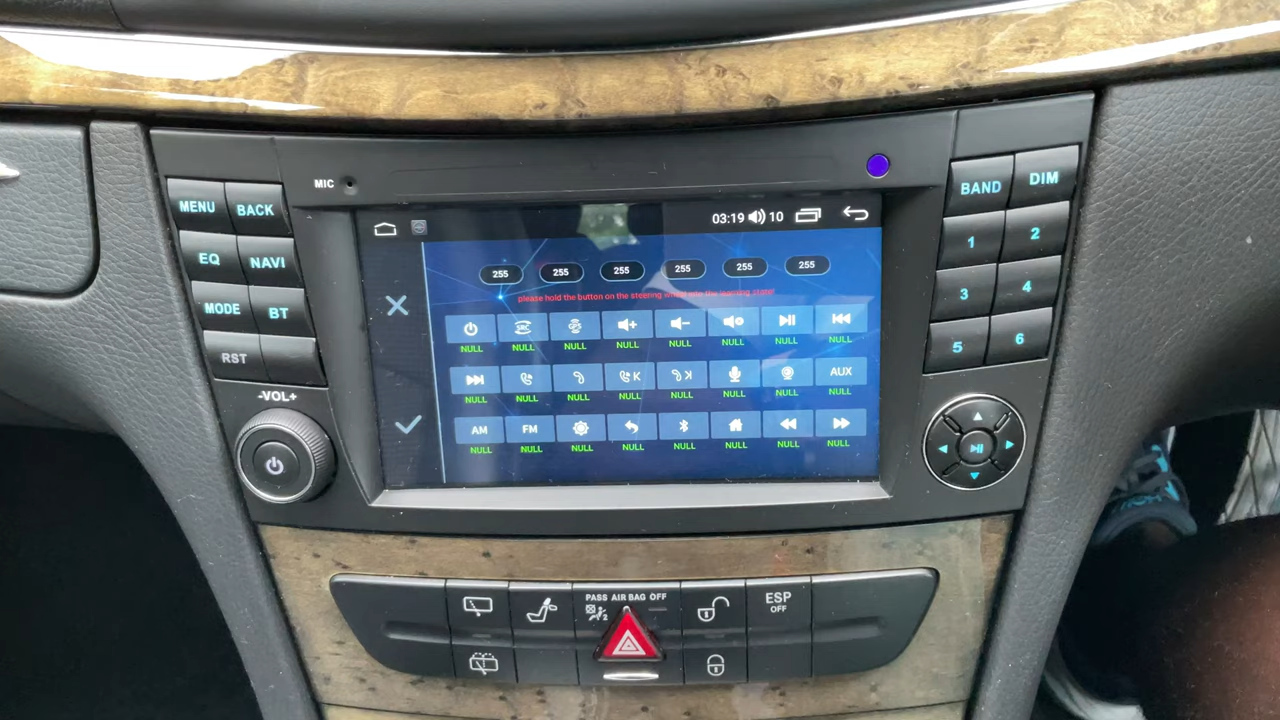 MIC
MENU
BACK
EQ
NAVI
MODE
BT
RST
-VOL+
03:19 10
255 255 255 255 255 255
please hold the button on the steering wheel into the learning state!
SRC GPS
NULL NULL NULL NULL NULL NULL NULL NULL
K K AUX
NULL NULL NULL NULL NULL NULL NULL NULL
AM FM
NULL NULL NULL NULL NULL NULL NULL NULL
BAND
DIM
1
2
3
4
5
6
PASS AIR BAG OFF
ESP
OFF